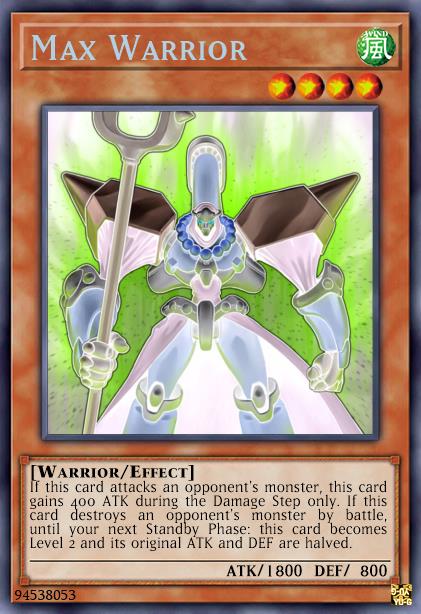 MAX WARRIOR
WIND
風
[WARRIOR/EFFECT]
If this card attacks an opponent's monster, this card
gains 400 ATK during the Damage Step only. If this
card destroys an opponent's monster by battle,
until your next Standby Phase: this card becomes
Level 2 and its original ATK and DEF are halved.
ATK/1800 DEF/ 800
94538053